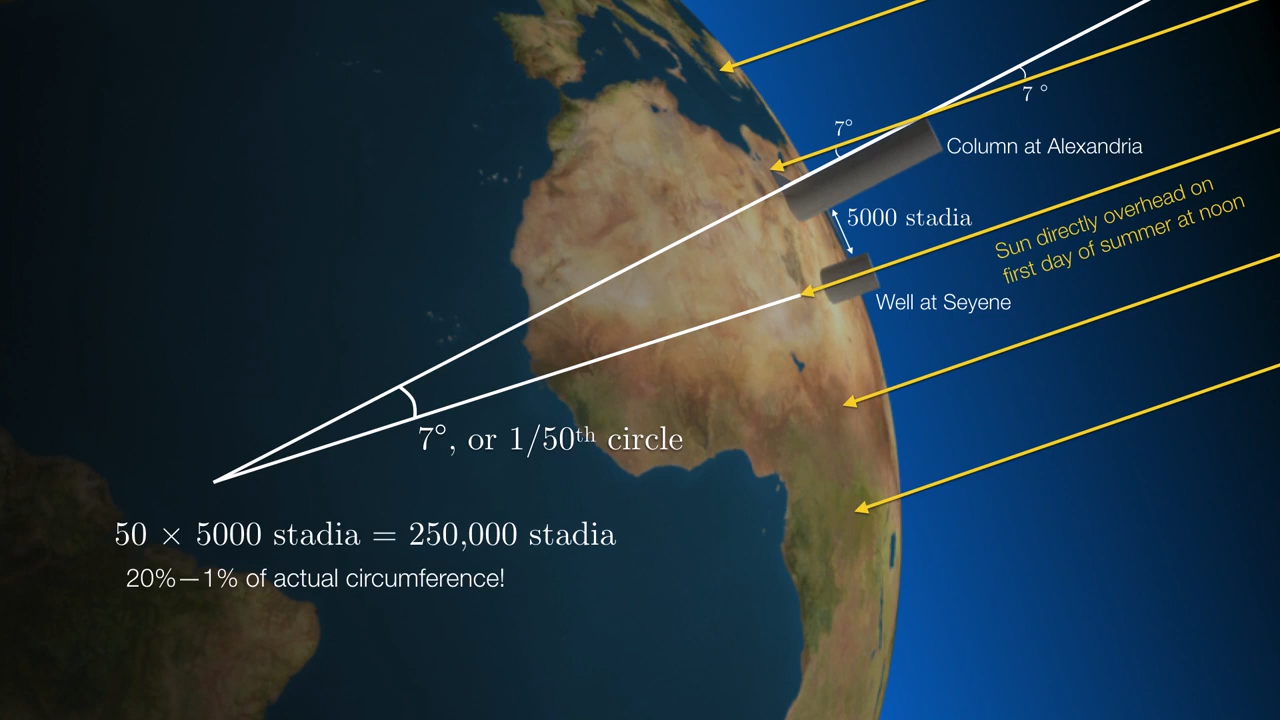 7 °
7°
Column at Alexandria
5000 stadia
Sun directly overhead on
first day of summer at noon
Well at Seyene
7°, or 1/50th circle
50 × 5000 stadia = 250,000 stadia
20%—1% of actual circumference!